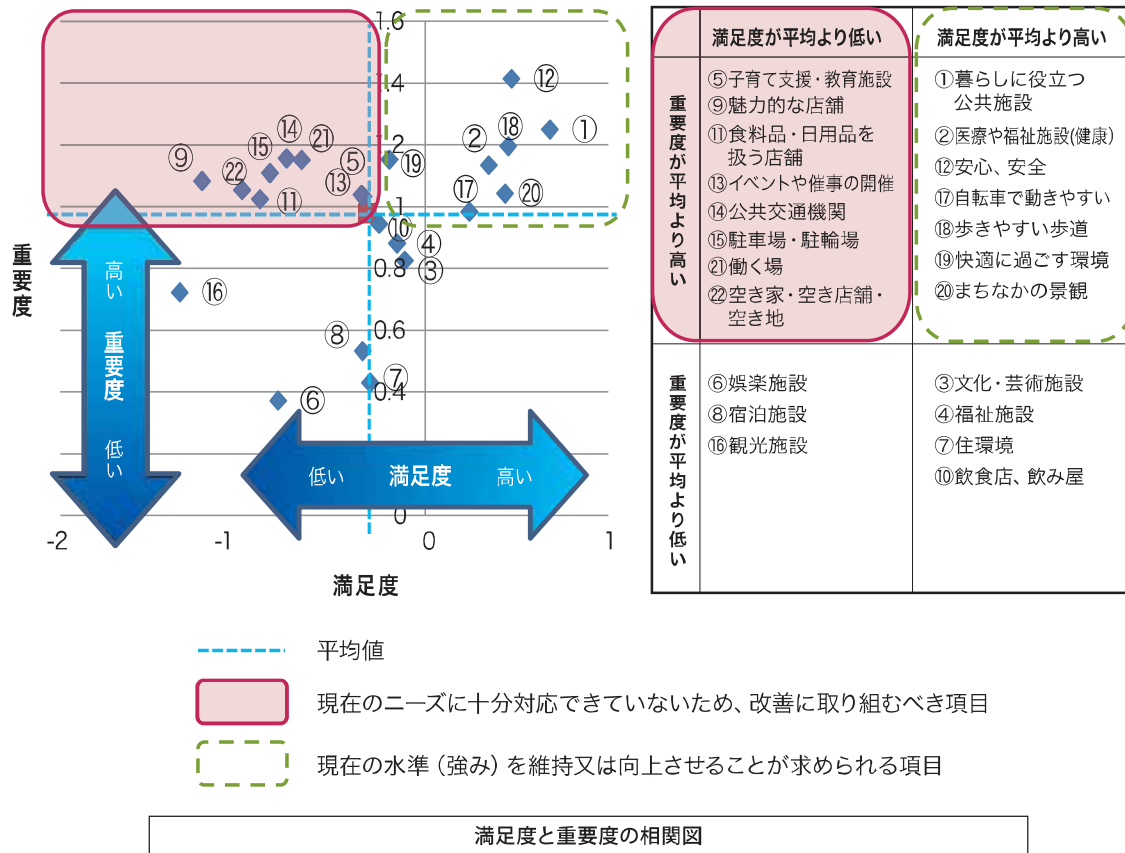 1.6
1.4
1.2
1
0.8
0.6
0.4
0
-2
-1
0
1
⑫
①
⑱
②
⑭
㉑
⑮
⑤
⑲
⑨
㉒
⑬
⑪
⑰
⑳
⑩
④
③
⑯
⑧
⑦
⑥
重要度
高い
重要度
低い
低い
満足度
高い
満足度
満足度が平均より低い
満足度が平均より高い
重要度が平均より高い
⑤子育て支援・教育施設
⑨魅力的な店舗
⑪食料品・日用品を
扱う店舗
⑬イベントや催事の開催
⑭公共交通機関
⑮駐車場・駐輪場
㉑働く場
㉒空き家・空き店舗・
空き地
①暮らしに役立つ
公共施設
②医療や福祉施設(健康)
⑫安心、安全
⑰自転車で動きやすい
⑱歩きやすい歩道
⑲快適に過ごす環境
⑳まちなかの景観
重要度が平均より低い
⑥娯楽施設
⑧宿泊施設
⑯観光施設
③文化・芸術施設
④福祉施設
⑦住環境
⑩飲食店、飲み屋
平均値
現在のニーズに十分対応できていないため、改善に取り組むべき項目
現在の水準（強み）を維持又は向上させることが求められる項目
満足度と重要度の相関図